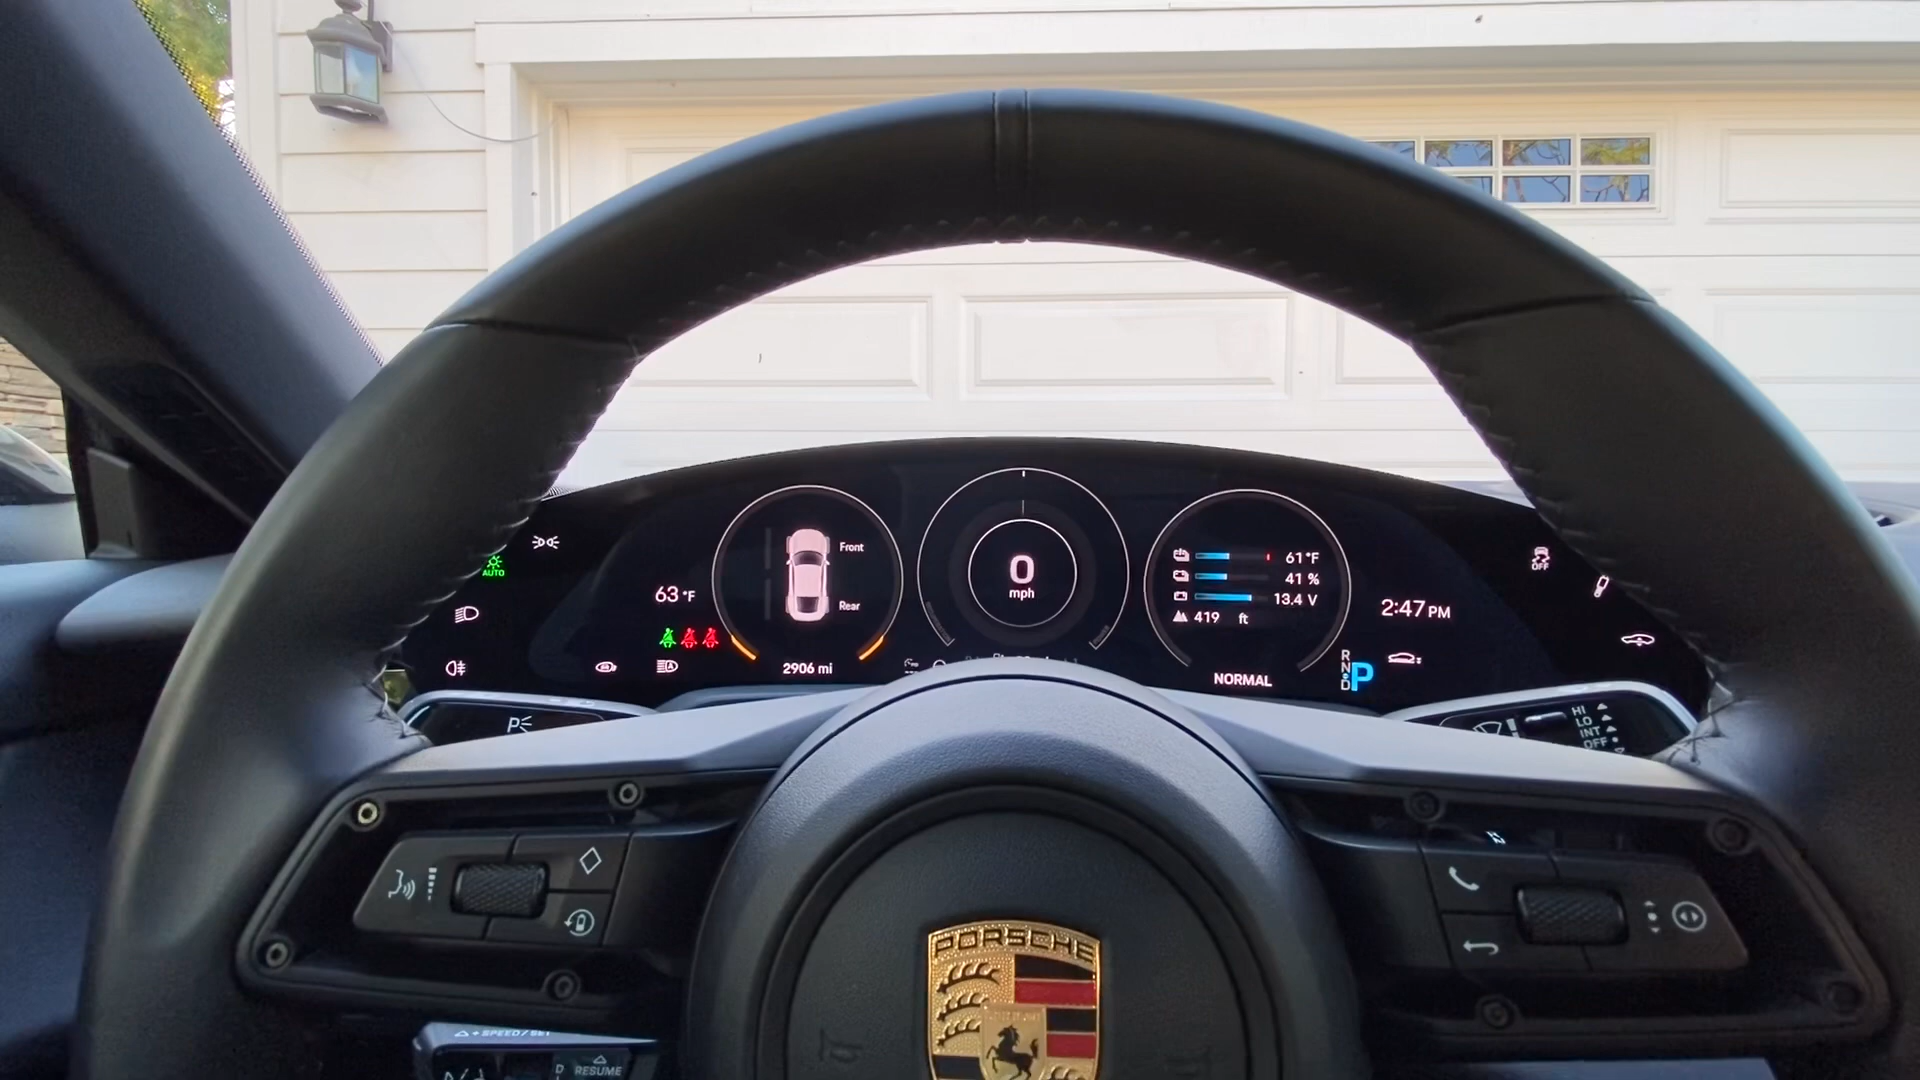 AUTO
63 °F
Front
Rear
2906 mi
0
mph
61 °F
41 %
13.4 V
419 ft
NORMAL
2:47 PM
R
N
D
P
OFF
P
HI
LO
INT
OFF
PORSCHE
RESUME